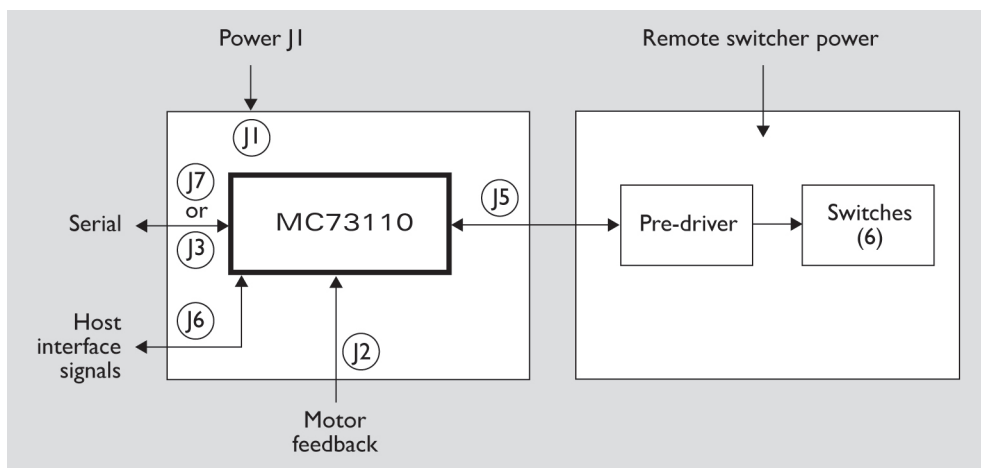 Power J1
Remote switcher power
J1
J7
or
J3
Serial
MC73110
J5
Pre-driver
Switches
(6)
J6
Host
interface
signals
J2
Motor
feedback